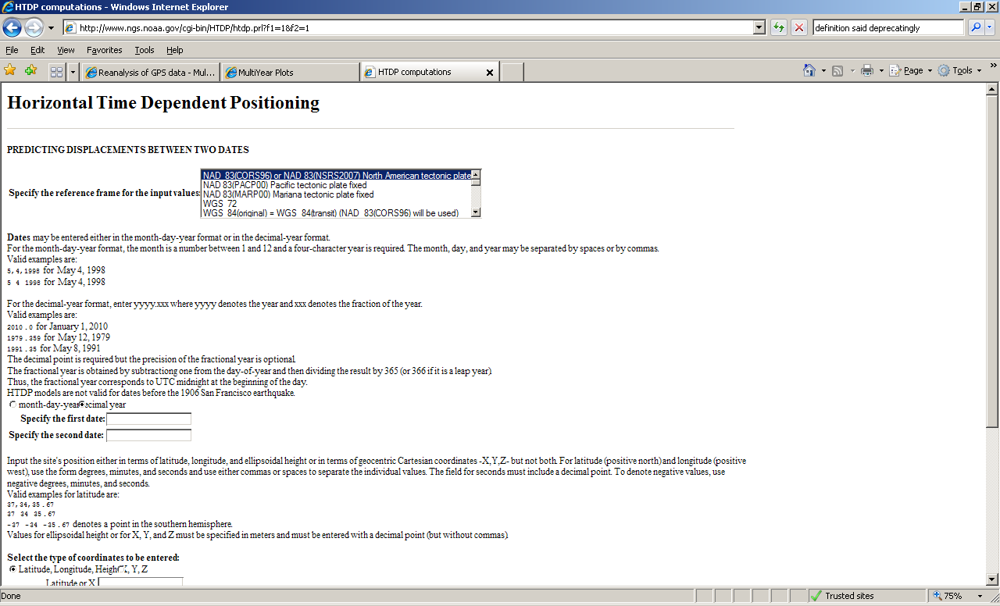 HTDP computations - Windows Internet Explorer
http://www.ngs.noaa.gov/cgi-bin/HTDP/htdp.prl?f1=1&f2=1
definition said deprecatingly
File Edit View Favorites Tools Help
Reanalysis of GPS data - Mul... MultiYear Plots HTDP computations Page Tools
Horizontal Time Dependent Positioning
PREDICTING DISPLACEMENTS BETWEEN TWO DATES
Specify the reference frame for the input values:
NAD_83(CORS96) or NAD 83(NSRS2007) North American tectonic plate
NAD 83(PACP00) Pacific tectonic plate fixed
NAD 83(MARP00) Mariana tectonic plate fixed
WGS_72
WGS_84(original) = WGS_84(transit) (NAD_83(CORS96) will be used)
Dates may be entered either in the month-day-year format or in the decimal-year format.
For the month-day-year format, the month is a number between 1 and 12 and a four-character year is required. The month, day, and year may be separated by spaces or by commas.
Valid examples are:
5,4,1998 for May 4, 1998
5 4 1998 for May 4, 1998
For the decimal-year format, enter yyyy.xxx where yyyy denotes the year and xxx denotes the fraction of the year.
Valid examples are:
2010.0 for January 1, 2010
1979.359 for May 12, 1979
1991.35 for May 8, 1991
The decimal point is required but the precision of the fractional year is optional.
The fractional year is obtained by subtractiong one from the day-of-year and then dividing the result by 365 (or 366 if it is a leap year)
Thus, the fractional year corresponds to UTC midnight at the beginning of the day.
HTDP models are not valid for dates before the 1906 San Francisco earthquake.
month-day-year ecimal year
Specify the first date:
Specify the second date:
Input the site's position either in terms of latitude, longitude, and ellipsoidal height or in terms of geocentric Cartesian coordinates -X,Y,Z- but not both. For latitude (positive north) and longitude (positive
west), use the form degrees, minutes, and seconds and use either commas or spaces to separate the individual values. The field for seconds must include a decimal point. To denote negative values, use
negative degrees, minutes, and seconds.
Valid examples for latitude are:
37,34,35.67
37 34 35.67
-37 -34 -35.67 denotes a point in the southern hemisphere.
Values for ellipsoidal height or for X, Y, and Z must be specified in meters and must be entered with a decimal point (but without commas)
Select the type of coordinates to be entered:
Latitude, Longitude, Height , Y, Z
Latitude or X
Done Trusted sites 75%